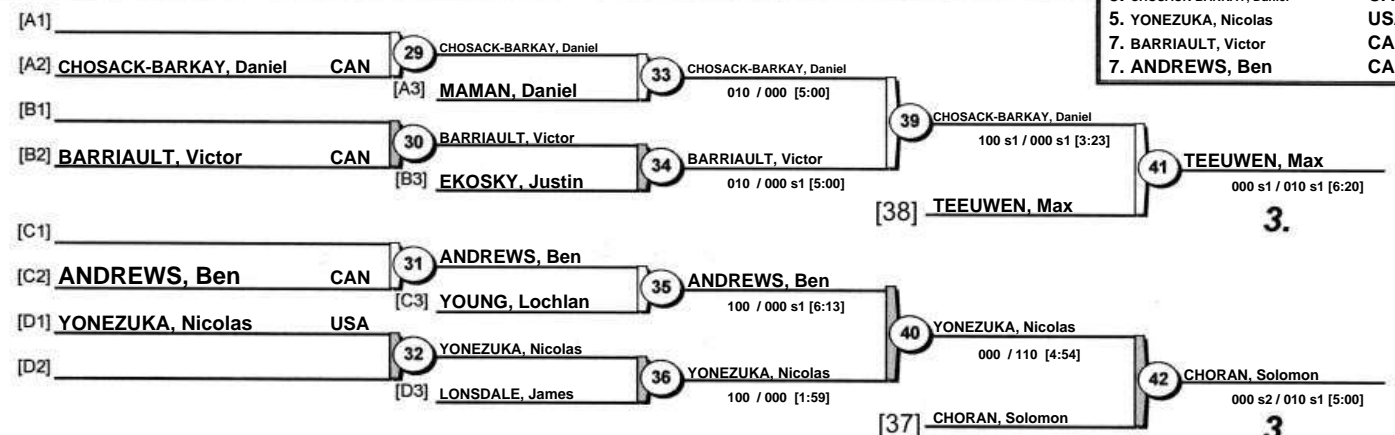 5. YONEZUKA, Nicolas USA
7. BARRIAULT, Victor CA
7. ANDREWS, Ben CA
[A1]
[A2] CHOSACK-BARKAY, Daniel CAN
29 CHOSACK-BARKAY, Daniel
[A3] MAMAN, Daniel
33 CHOSACK-BARKAY, Daniel
010 / 000 [5:00]
[B1]
[B2] BARRIAULT, Victor CAN
30 BARRIAULT, Victor
[B3] EKOSKY, Justin
34 BARRIAULT, Victor
010 / 000 s1 [5:00]
39 CHOSACK-BARKAY, Daniel
100 s1 / 000 s1 [3:23]
[38] TEEUWEN, Max
41 TEEUWEN, Max
000 s1 / 010 s1 [6:20]
3.
[C1]
[C2] ANDREWS, Ben CAN
31 ANDREWS, Ben
[C3] YOUNG, Lochlan
35 ANDREWS, Ben
100 / 000 s1 [6:13]
[D1] YONEZUKA, Nicolas USA
[D2]
32 YONEZUKA, Nicolas
[D3] LONSDALE, James
36 YONEZUKA, Nicolas
100 / 000 [1:59]
40 YONEZUKA, Nicolas
000 / 110 [4:54]
[37] CHORAN, Solomon
42 CHORAN, Solomon
000 s2 / 010 s1 [5:00]
3